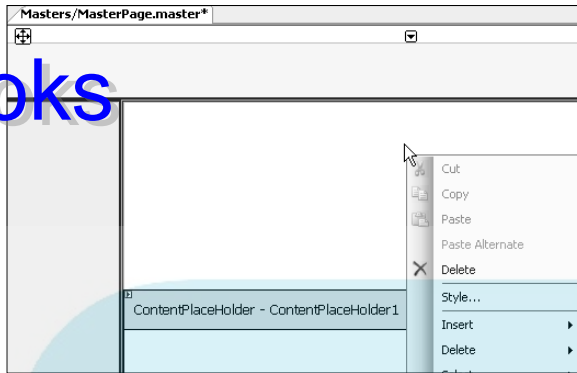 Masters/MasterPage.master*
oks
Cut
Copy
Paste
Paste Alternate
Delete
Style...
ContentPlaceHolder - ContentPlaceHolder1
Insert
Delete